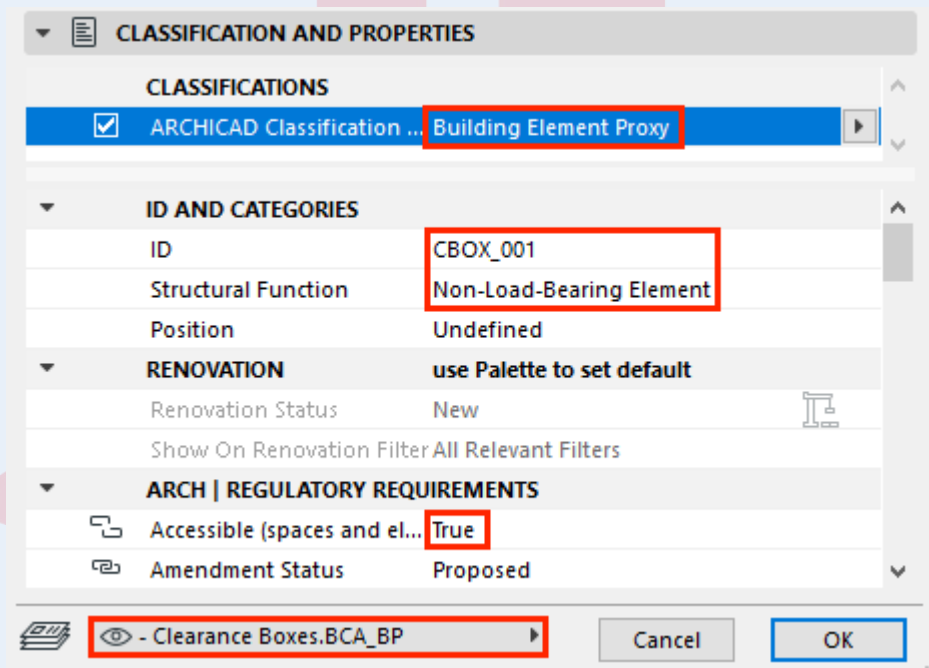 CLASSIFICATION AND PROPERTIES
CLASSIFICATIONS
ARCHICAD Classification ... Building Element Proxy
ID AND CATEGORIES
ID CBOX_001
Structural Function Non-Load-Bearing Element
Position Undefined
RENOVATION use Palette to set default
Renovation Status New
Show On Renovation Filter All Relevant Filters
ARCH | REGULATORY REQUIREMENTS
Accessible (spaces and el... True
Amendment Status Proposed
- Clearance Boxes.BCA_BP Cancel OK